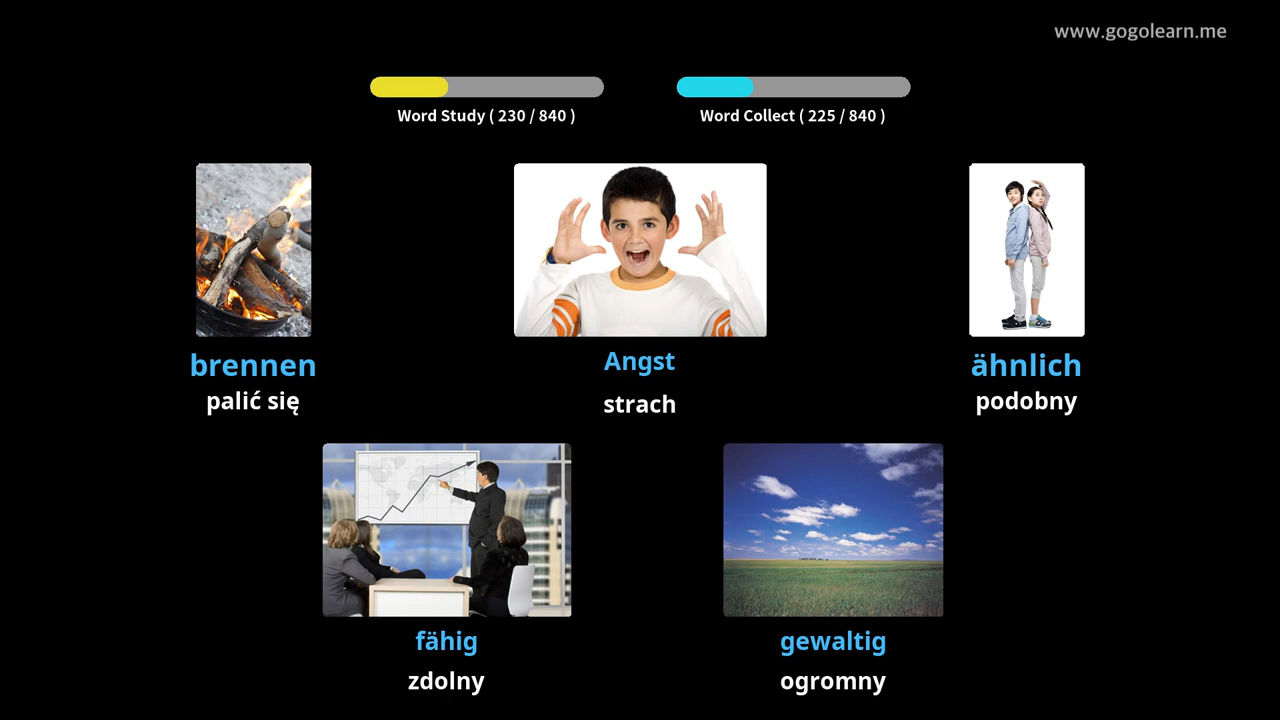 www.gogolearn.me
Word Study ( 230 / 840 )
Word Collect ( 225 / 840 )
brennen
palić się
Angst
strach
ähnlich
podobny
fähig
zdolny
gewaltig
ogromny